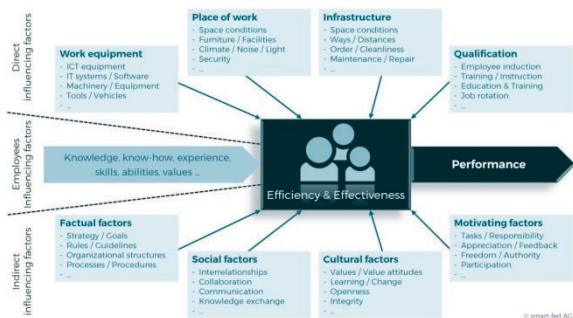 Direct
influencing factors
Employees
Influencing factors
Indirect
influencing factors
Work equipment
- ICT equipment
- IT systems / Software
- Machinery / Equipment
- Tools / Vehicles
- ...
Place of work
- Space conditions
- Furniture / Facilities
- Climate / Noise / Light
- Security
- ...
Infrastructure
- Space conditions
- Ways / Distances
- Order / Cleanliness
- Maintenance / Repair
- ...
Qualification
- Employee induction
- Training / Instruction
- Education & Training
- Job rotation
- ...
Knowledge, know-how, experience,
skills, abilities, values ...
Efficiency & Effectiveness
Performance
Factual factors
- Strategy / Goals
- Rules / Guidelines
- Organizational structures
- Processes / Procedures
- ...
Social factors
- Interrelationships
- Collaboration
- Communication
- Knowledge exchange
- ...
Cultural factors
- Values / Value attitudes
- Learning / Change
- Openness
- Integrity
- ...
Motivating factors
- Tasks / Responsibility
- Appreciation / Feedback
- Freedom / Authority
- Participation
- ...
© smart-fed AG